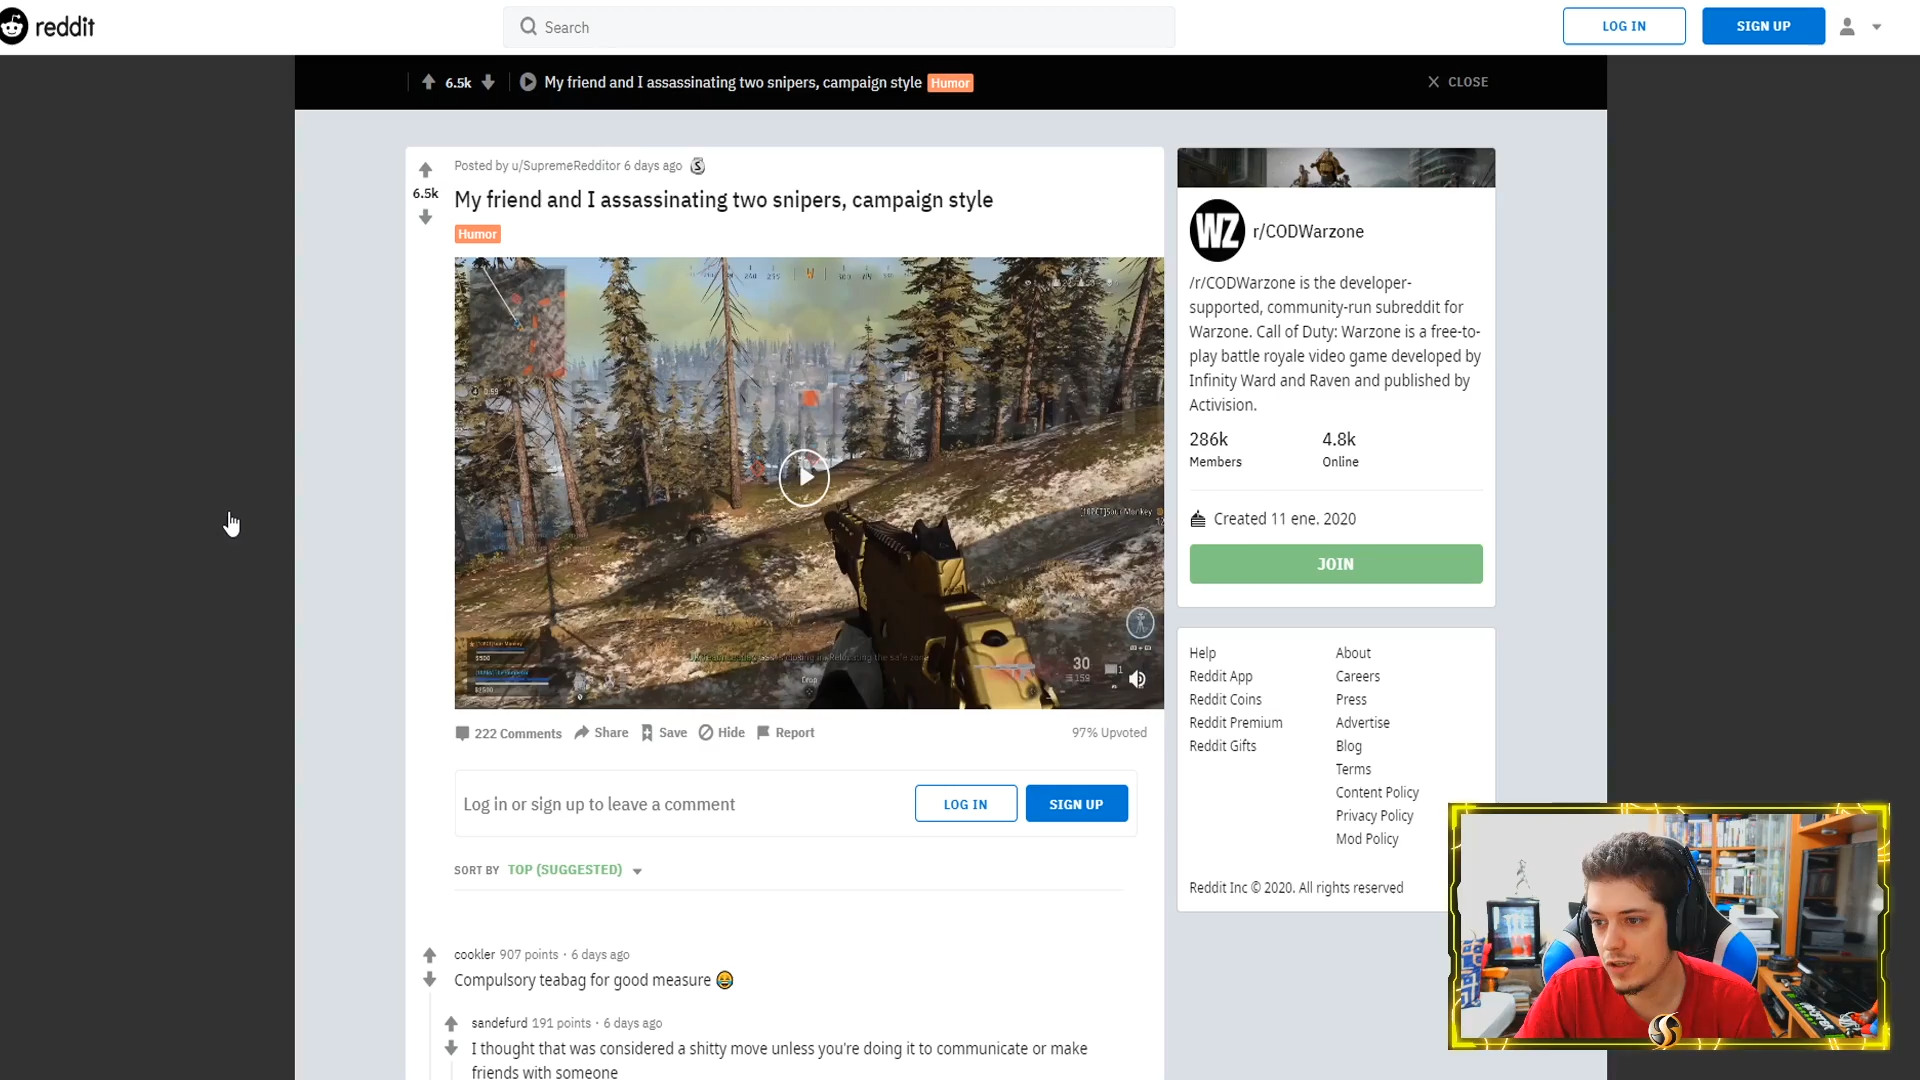 reddit
Search
LOG IN
SIGN UP
6.5k
My friend and I assassinating two snipers, campaign style Humor
CLOSE
Posted by u/SupremeRedditor 6 days ago
6.5k
My friend and I assassinating two snipers, campaign style
Humor
30
159
222 Comments
Share
Save
Hide
Report
97% Upvoted
Log in or sign up to leave a comment
LOG IN
SIGN UP
SORT BY TOP (SUGGESTED)
cookler 907 points · 6 days ago
Compulsory teabag for good measure 😂
sandefurd 191 points · 6 days ago
I thought that was considered a shitty move unless you're doing it to communicate or make
friends with someone
WZ
r/CODWarzone
/r/CODWarzone is the developer-
supported, community-run subreddit for
Warzone. Call of Duty: Warzone is a free-to-
play battle royale video game developed by
Infinity Ward and Raven and published by
Activision.
286k
Members
4.8k
Online
Created 11 ene. 2020
JOIN
Help
Reddit App
Reddit Coins
Reddit Premium
Reddit Gifts
About
Careers
Press
Advertise
Blog
Terms
Content Policy
Privacy Policy
Mod Policy
Reddit Inc © 2020. All rights reserved